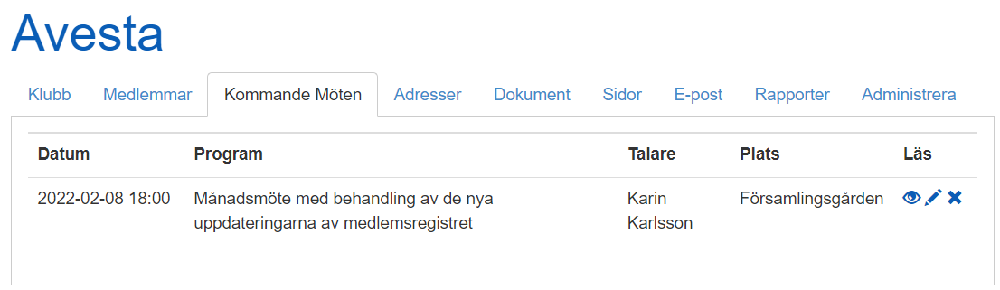 Avesta
Klubb Medlemmar Kommande Möten Adresser Dokument Sidor E-post Rapporter Administrera
Datum Program Talare Plats Läs
2022-02-08 18:00 Månadsmöte med behandling av de nya Karin Församlingsgården
uppdateringarna av medlemsregistret Karlsson